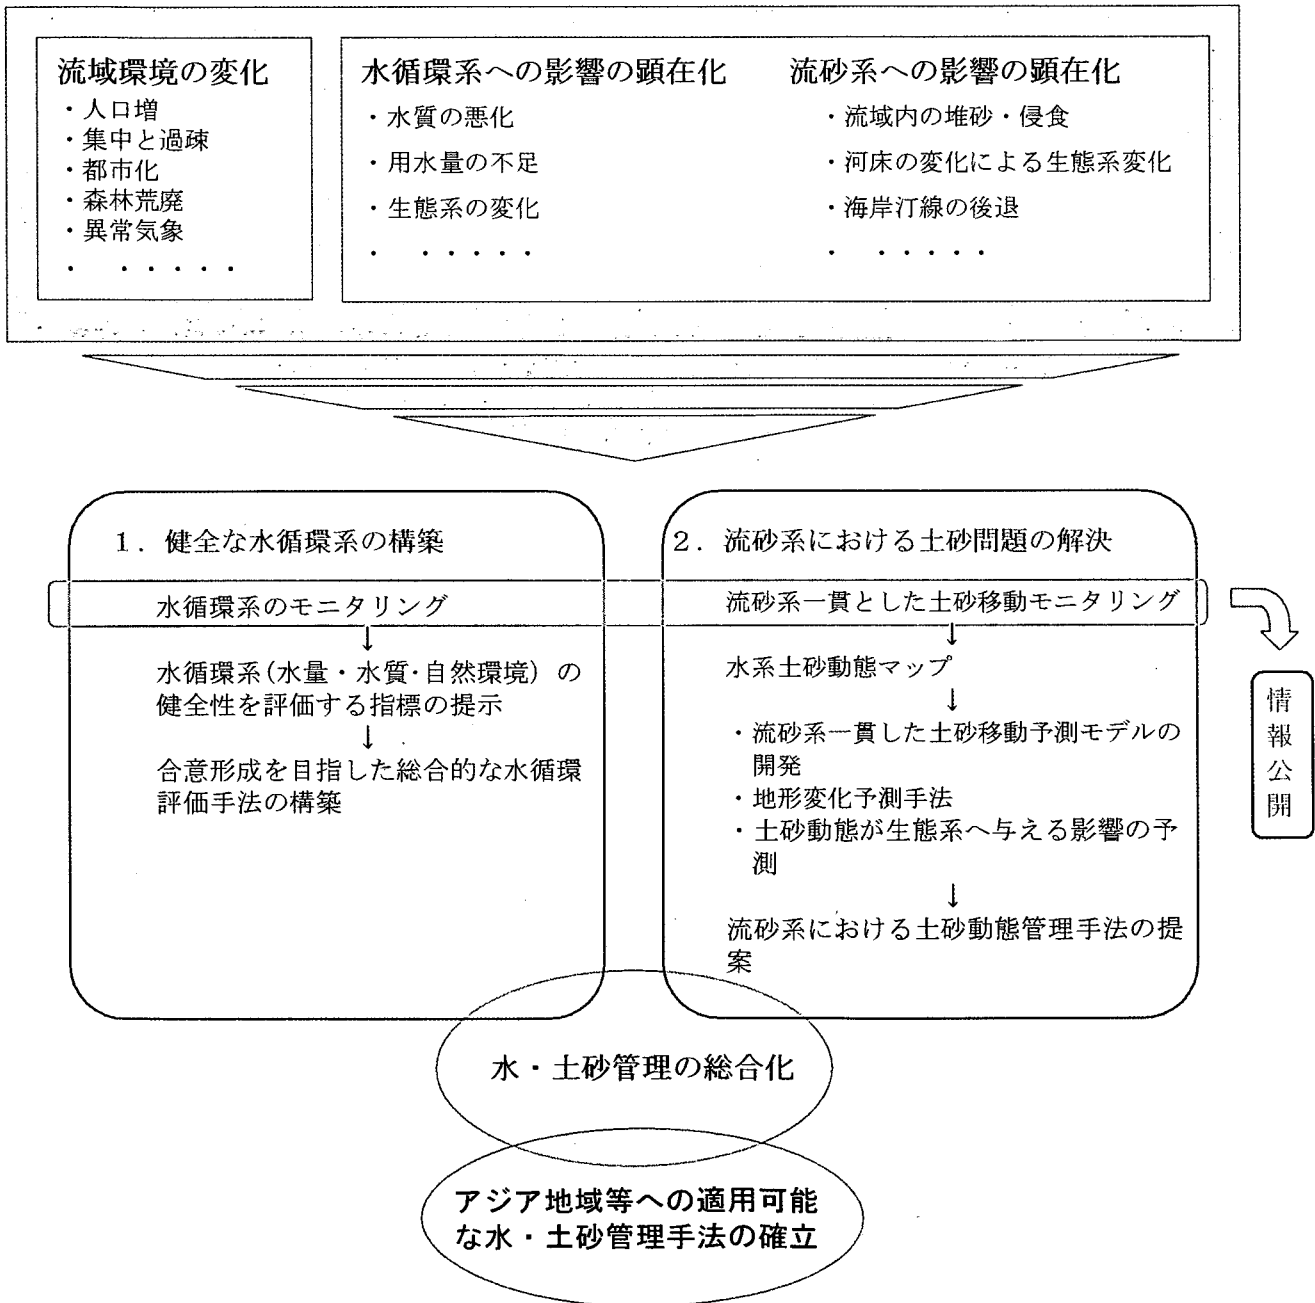 流域環境の変化
・人口増
・集中と過疎
・都市化
・森林荒廃
・異常気象
・ ・・・・・
水循環系への影響の顕在化
・水質の悪化
・用水量の不足
・生態系の変化
・ ・・・・・
流砂系への影響の顕在化
・流域内の堆砂・侵食
・河床の変化による生態系変化
・海岸汀線の後退
・ ・・・・・
1．健全な水循環系の構築
水循環系のモニタリング
↓
水循環系(水量・水質・自然環境）の
健全性を評価する指標の提示
↓
合意形成を目指した総合的な水循環
評価手法の構築
2．流砂系における土砂問題の解決
流砂系一貫とした土砂移動モニタリング
↓
水系土砂動態マップ
↓
・流砂系一貫した土砂移動予測モデルの
開発
・地形変化予測手法
・土砂動態が生態系へ与える影響の予
測
↓
流砂系における土砂動態管理手法の提
案
情報公開
水・土砂管理の総合化
アジア地域等への適用可能
な水・土砂管理手法の確立